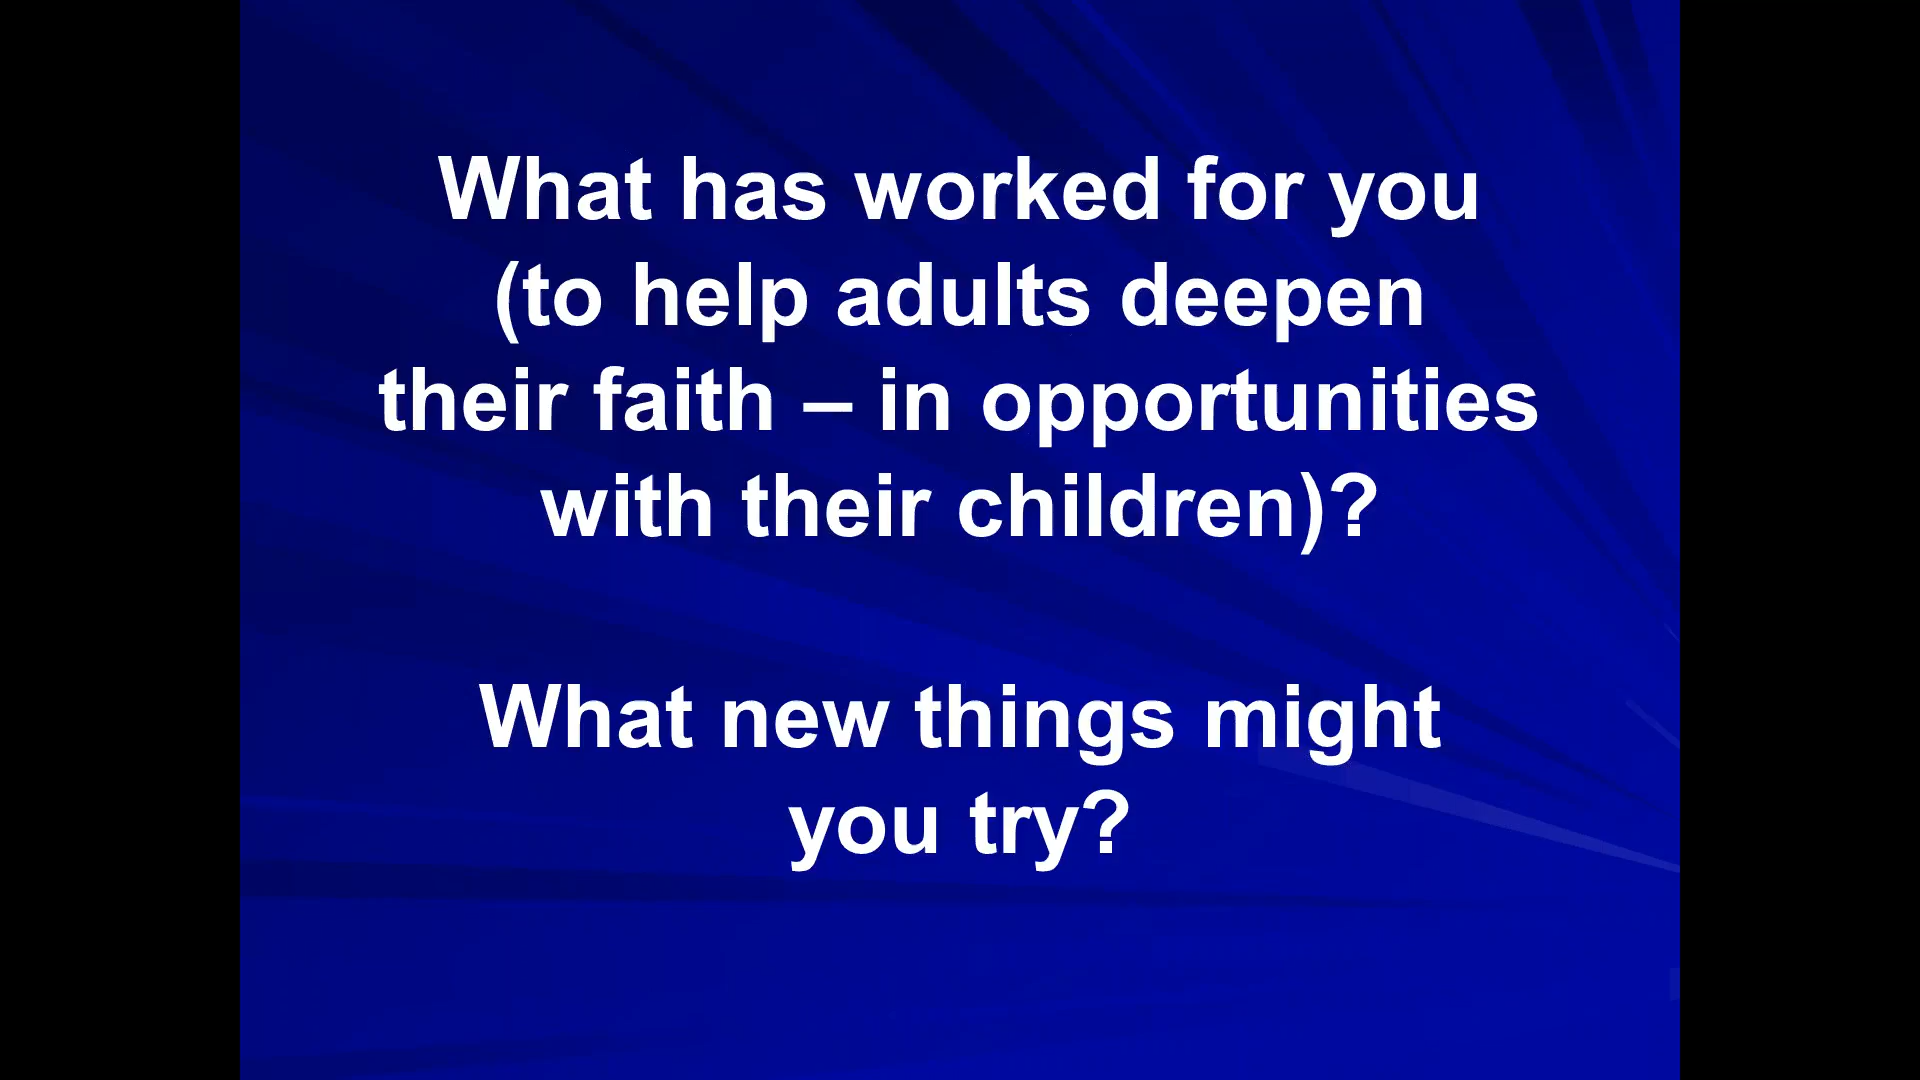 What has worked for you
(to help adults deepen
their faith – in opportunities
with their children)?
What new things might
you try?